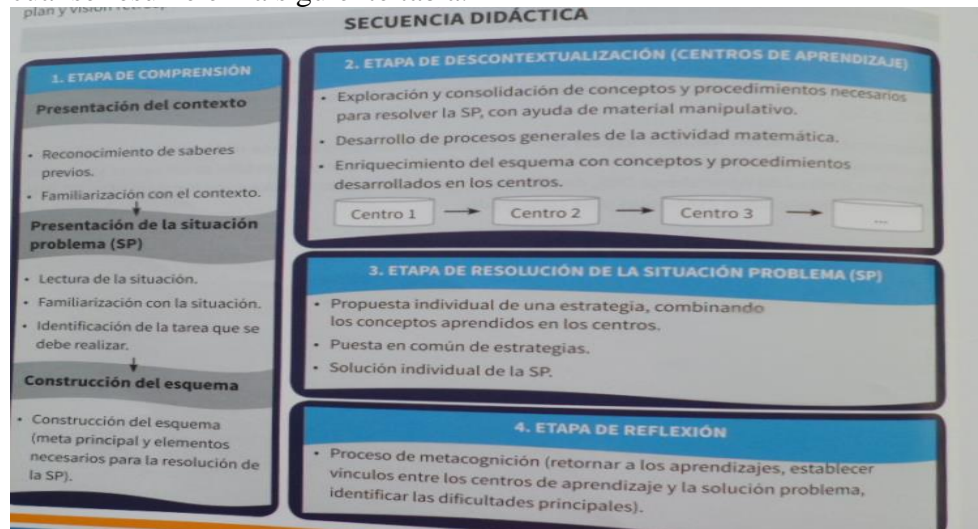 plan y visión
SECUENCIA DIDÁCTICA
1. ETAPA DE COMPRENSIÓN
Presentación del contexto
• Reconocimiento de saberes
previos.
• Familiarización con el contexto.
Presentación de la situación
problema (SP)
• Lectura de la situación.
• Familiarización con la situación.
• Identificación de la tarea que se
debe realizar.
Construcción del esquema
• Construcción del esquema
(meta principal y elementos
necesarios para la resolución de
la SP).
2. ETAPA DE DESCONTEXTUALIZACIÓN (CENTROS DE APRENDIZAJE)
• Exploración y consolidación de conceptos y procedimientos necesarios
para resolver la SP, con ayuda de material manipulativo.
• Desarrollo de procesos generales de la actividad matemática.
• Enriquecimiento del esquema con conceptos y procedimientos
desarrollados en los centros.
Centro 1 → Centro 2 → Centro 3 → ...
3. ETAPA DE RESOLUCIÓN DE LA SITUACIÓN PROBLEMA (SP)
• Propuesta individual de una estrategia, combinando
los conceptos aprendidos en los centros.
• Puesta en común de estrategias.
• Solución individual de la SP.
4. ETAPA DE REFLEXIÓN
• Proceso de metacognición (retornar a los aprendizajes, establecer
vínculos entre los centros de aprendizaje y la solución problema,
identificar las dificultades principales).